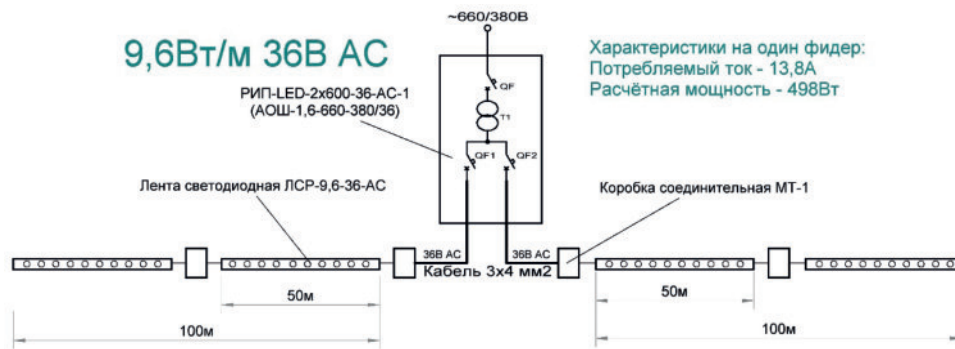 ~660/380В
9,6Вт/м 36В AC
Характеристики на один фидер:
Потребляемый ток - 13,8А
Расчётная мощность - 498Вт
QF
РИП-LED-2x600-36-АС-1
(АОШ-1,6-660-380/36)
T1
QF1
QF2
Лента светодиодная ЛСР-9,6-36-АС
Коробка соединительная МТ-1
36В АС
36В АС
Кабель 3х4 мм2
50м
50м
100м
100м